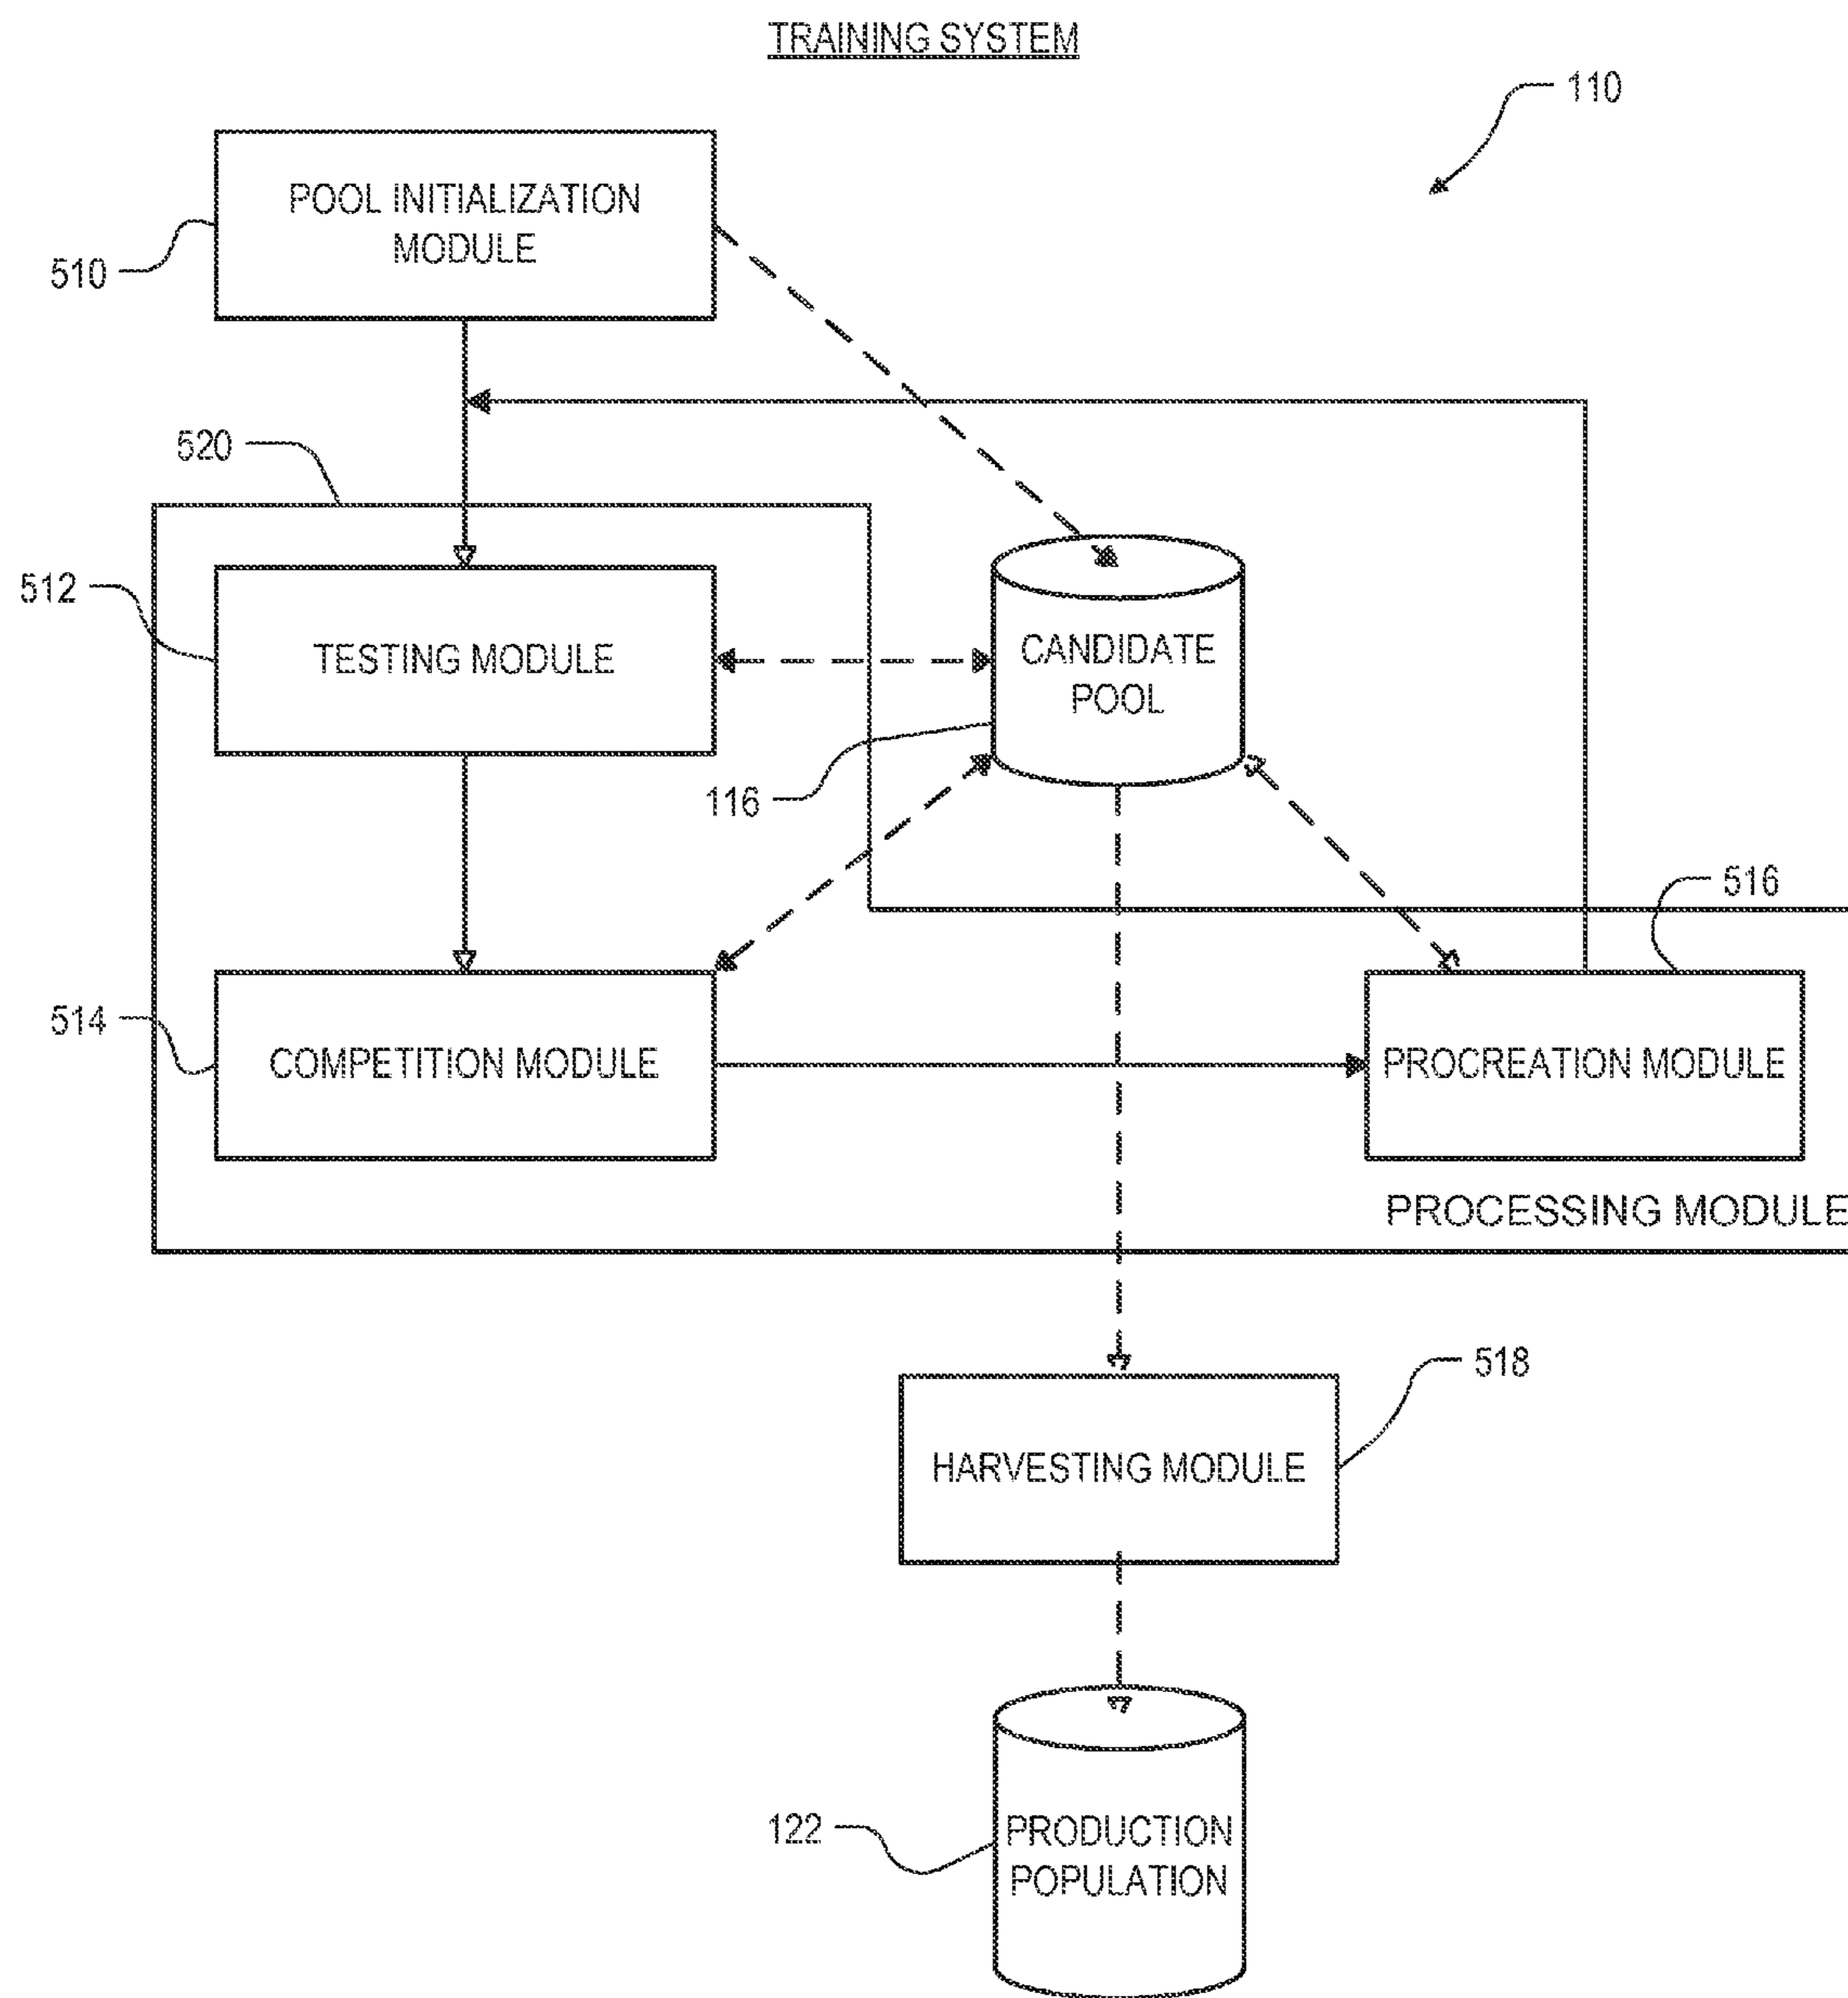 TRAINING SYSTEM
110
POOL INITIALIZATION
MODULE
510
520
512
TESTING MODULE
CANDIDATE
POOL
116
516
514
COMPETITION MODULE
PROCREATION MODULE
PROCESSING MODULE
518
HARVESTING MODULE
122
PRODUCTION
POPULATION